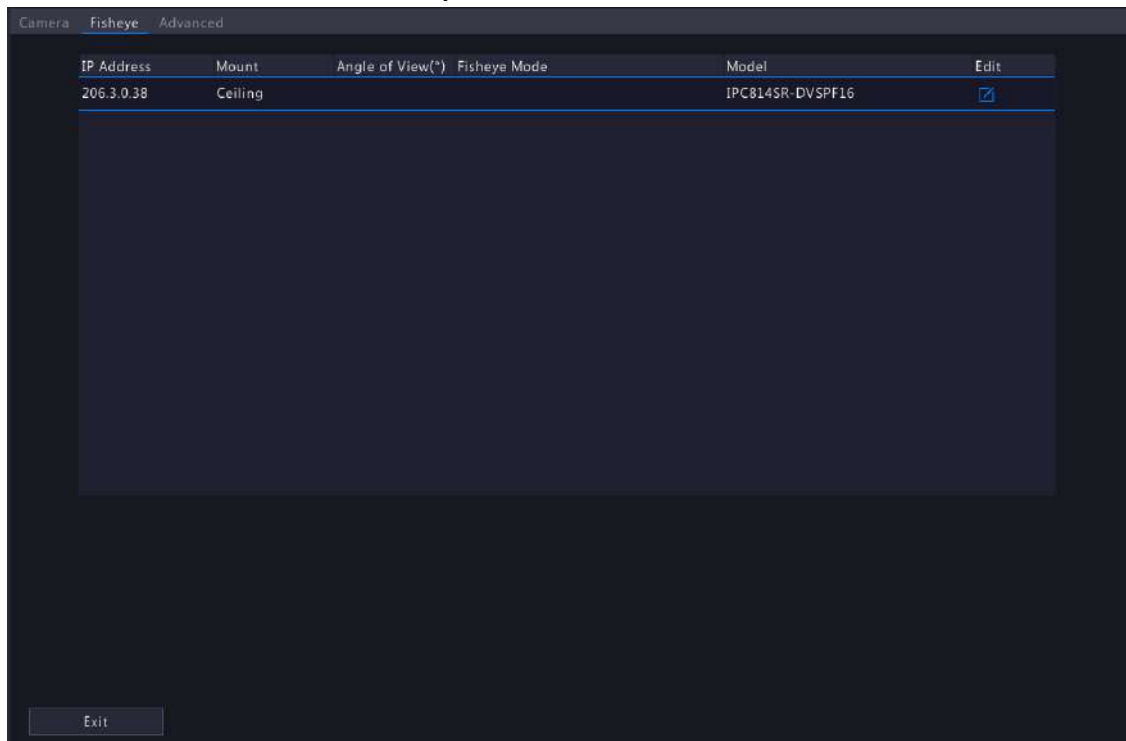 Camera Fisheye Advanced
IP Address Mount Angle of View(°) Fisheye Mode Model Edit
206.3.0.38 Ceiling IPC814SR-DVSPF16
Exit